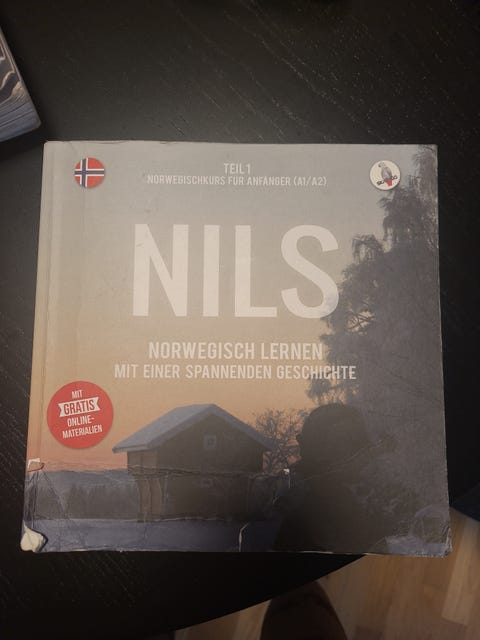 TEIL 1
NORWEGISCHKURS FÜR ANFÄNGER (A1/A2)
NILS
NORWEGISCH LERNEN
MIT EINER SPANNENDEN GESCHICHTE
MIT
GRATIS
ONLINE-
MATERIALIEN